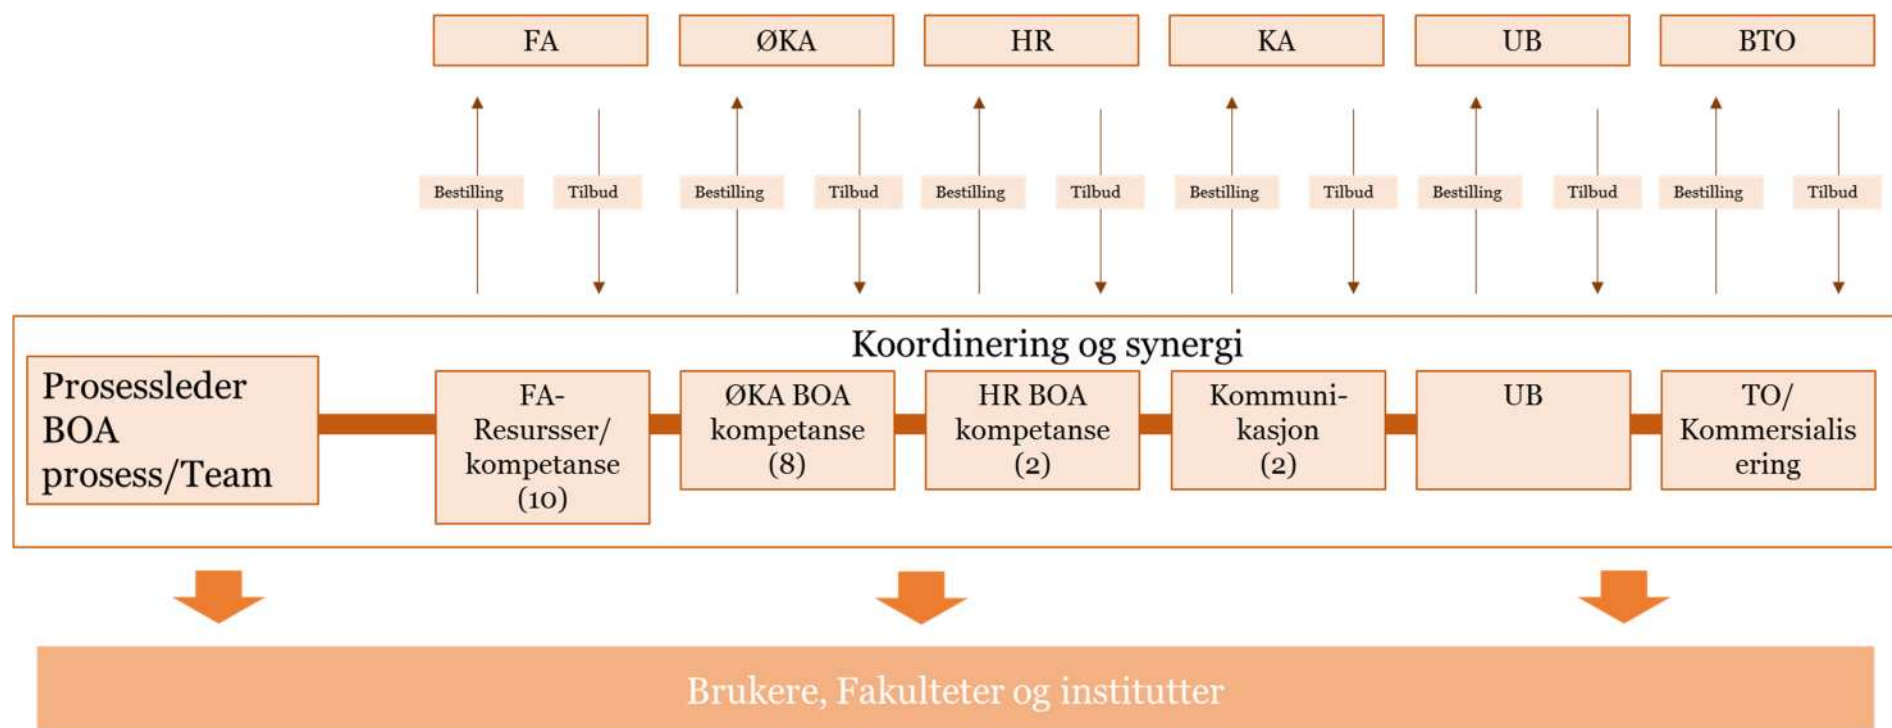 FA
ØKA
HR
KA
UB
BTO
Bestilling
Tilbud
Bestilling
Tilbud
Bestilling
Tilbud
Bestilling
Tilbud
Bestilling
Tilbud
Bestilling
Tilbud
Koordinering og synergi
Prosessleder
BOA
prosess/Team
FA-
Resursser/
kompetanse
(10)
ØKA BOA
kompetanse
(8)
HR BOA
kompetanse
(2)
Kommuni-
kasjon
(2)
UB
TO/
Kommersialis
ering
Brukere, Fakulteter og institutter